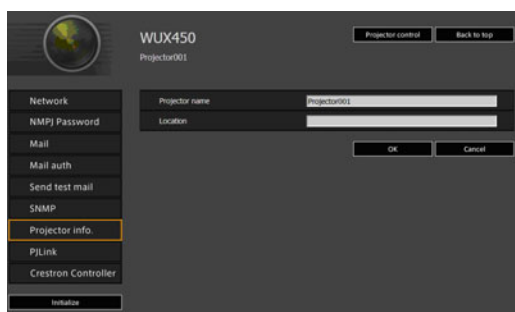 WUX450
Projector001
Projector control
Back to top
Network
NMPJ Password
Mail
Mail auth
Send test mail
SNMP
Projector info.
PJLink
Crestron Controller
Initialize
Projector name
Projector001
Location
OK
Cancel